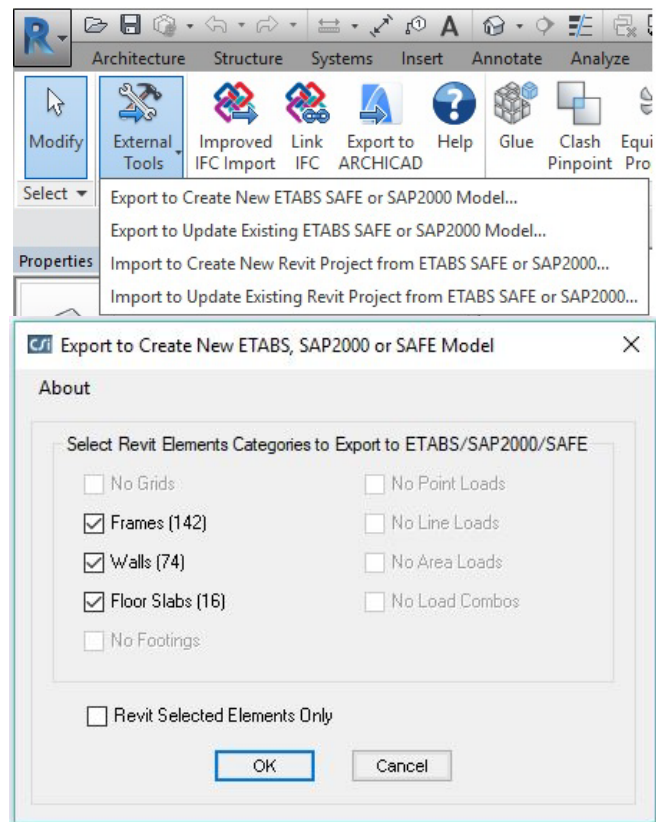 R
A
Architecture Structure Systems Insert Annotate Analyze
Modify External Tools Improved IFC Import Link IFC Export to ARCHICAD Help Glue Clash Pinpoint Equi Pro
Select
Export to Create New ETABS SAFE or SAP2000 Model...
Export to Update Existing ETABS SAFE or SAP2000 Model...
Properties
Import to Create New Revit Project from ETABS SAFE or SAP2000...
Import to Update Existing Revit Project from ETABS SAFE or SAP2000...
CSi Export to Create New ETABS, SAP2000 or SAFE Model
About
Select Revit Elements Categories to Export to ETABS/SAP2000/SAFE
No Grids No Point Loads
Frames (142) No Line Loads
Walls (74) No Area Loads
Floor Slabs (16) No Load Combos
No Footings
Revit Selected Elements Only
OK Cancel